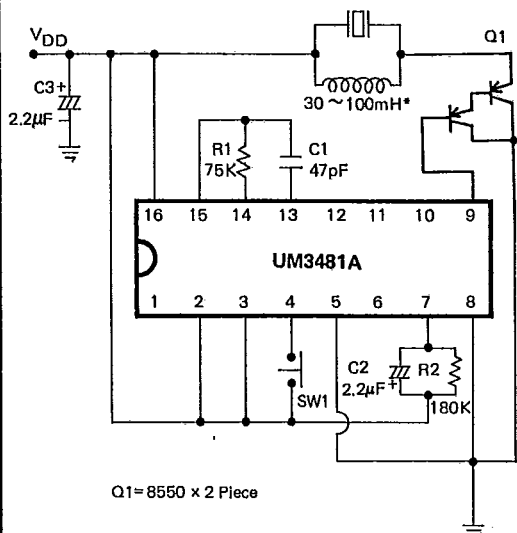 VDD
Q1
C3+
2.2μF
30 ~ 100mH*
R1
75K
C1
47pF
16 15 14 13 12 11 10 9
UM3481A
1 2 3 4 5 6 7 8
SW1
C2
2.2μF+
R2
180K
Q1=8550 × 2 Piece